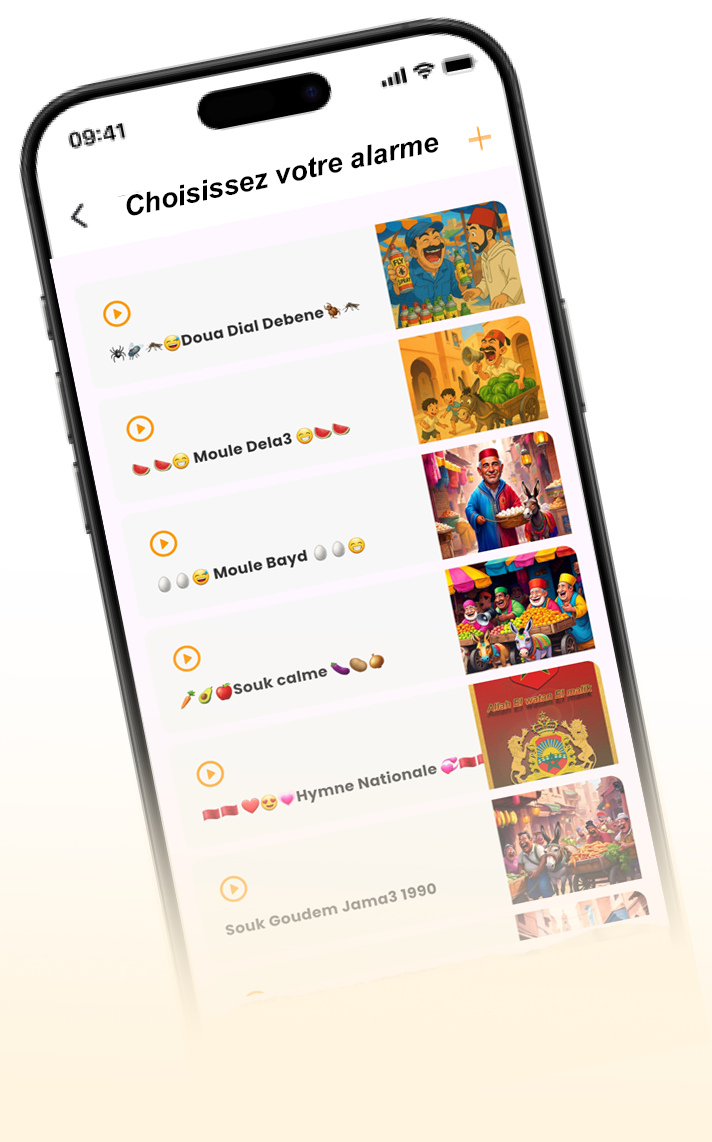 09:41
Choisissez votre alarme
🕷️🪰🦟😅Doua Dial Debene🪳🦟
FLY SPRAY
🍉🍉😁 Moule Dela3 😁🍉🍉
🥚🥚😅 Moule Bayd 🥚🥚😁
🥕🥑🍎Souk calme 🍆🥔🧅
Allah El watan El malik
🇲🇦🇲🇦❤️😍💓Hymne Nationale 💞🇲🇦🇲🇦
Souk Goudem Jama3 1990